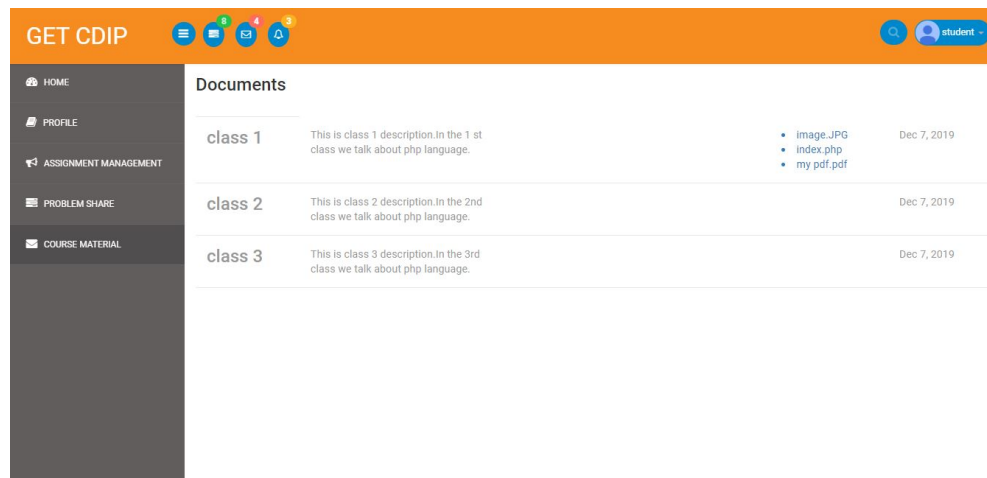 GET CDIP
8
4
3
student
HOME
PROFILE
ASSIGNMENT MANAGEMENT
PROBLEM SHARE
COURSE MATERIAL
Documents
class 1
This is class 1 description.In the 1 st
class we talk about php language.
image.JPG
index.php
my pdf.pdf
Dec 7, 2019
class 2
This is class 2 description.In the 2nd
class we talk about php language.
Dec 7, 2019
class 3
This is class 3 description.In the 3rd
class we talk about php language.
Dec 7, 2019